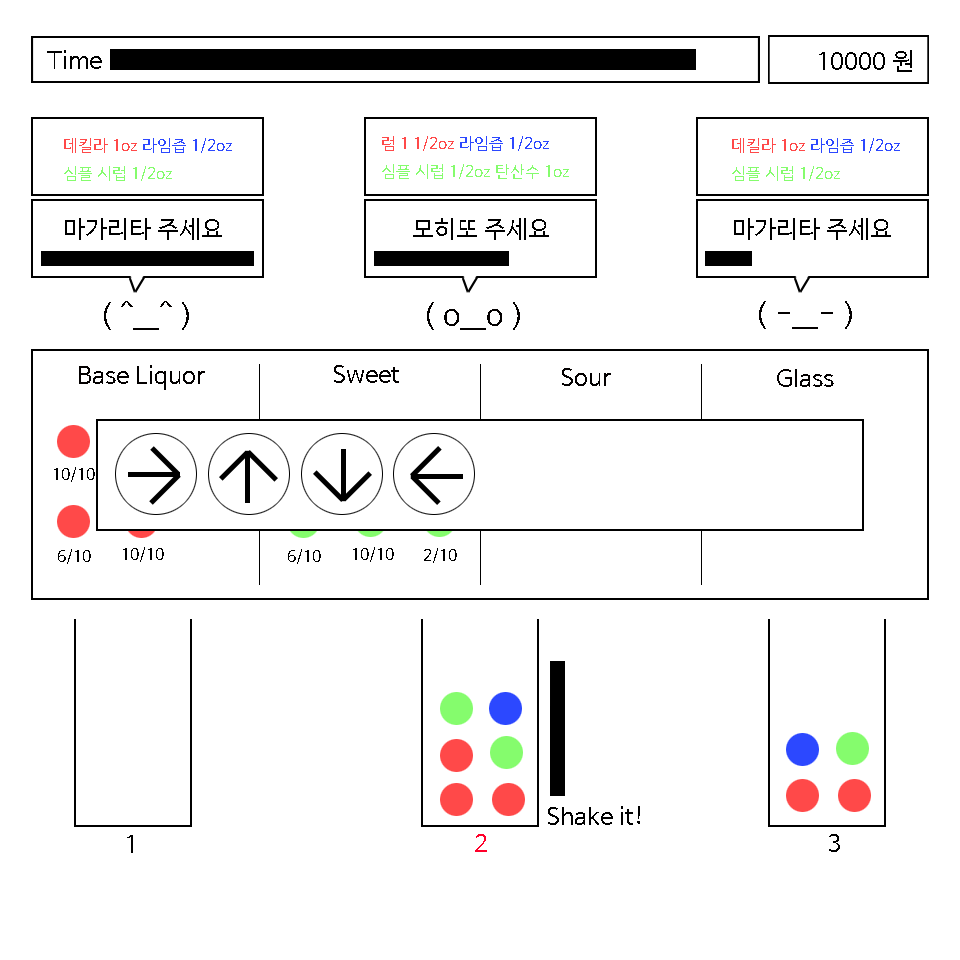 Time
10000 원
데킬라 1oz 라임즙 1/2oz
심플 시럽 1/2oz
마가리타 주세요
( ^__^ )
럼 1 1/2oz 라임즙 1/2oz
심플 시럽 1/2oz 탄산수 1oz
모히또 주세요
( o__o )
데킬라 1oz 라임즙 1/2oz
심플 시럽 1/2oz
마가리타 주세요
( -__- )
Base Liquor
Sweet
Sour
Glass
10/10
6/10
10/10
6/10
10/10
2/10
Shake it!
1
2
3